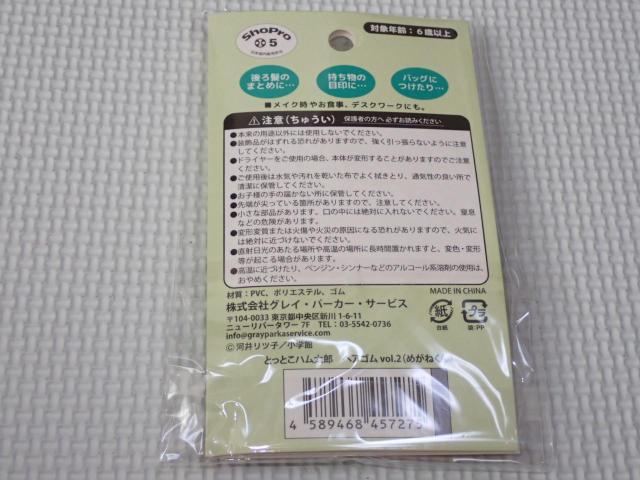 ShoPro
5
対象年齢：6歳以上
後ろ髪の
まとめに…
持ち物の
目印に…
バッグに
つけたり…
■メイク時やお食事、デスクワークにも。
注意（ちゅうい） 保護者の方へ 必ずお読みください
●本来の用途以外には使用しないでください。
●装飾品がはずれる恐れがありますので、強く引っ張らないように注意
してください。
●ドライヤーをご使用の場合、本体が変形することがありますのでご注意
ください。
●ご使用後は水気や汚れを乾いた布でよく拭きとり、通気性の良い所で
清潔に保管してください。
●お子様の手の届かない所に保管してください。
●先端が尖っている箇所がありますので、注意してください。
●小さな部品があります。口の中には絶対に入れないでください。窒息
などの危険があります。
●変形変質または火傷や火災の原因になる恐れがありますので、火気に
は絶対に近づけないでください。
●直射日光のあたる場所や高温の場所に長時間置かれますと、変色・変形
等が起こる場合があります。
●高温に近づけたり、ベンジン・シンナーなどのアルコール系溶剤の使用は、
おやめください。
材質：PVC、ポリエステル、ゴム
MADE IN CHINA
株式会社グレイ・パーカー・サービス
〒104-0033 東京都中央区新川 1-6-11
ニューリバータワー 7F TEL：03-5542-0736
info@grayparkaservice.com
紙
台紙
プラ
袋：PP
© 河井リツ子／小学館
とっとこハム太郎 ヘアゴム vol.2（めがねくん）
4 589468 457273